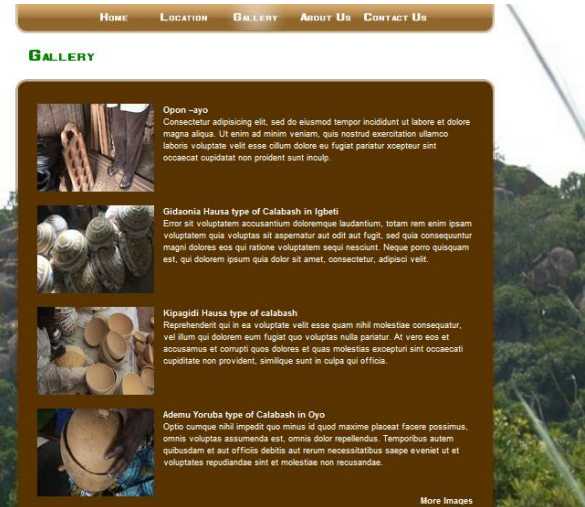 Home Location Gallery About Us Contact Us
Gallery
Opon –ayo
Consectetur adipisicing elit, sed do eiusmod tempor incididunt ut labore et dolore
magna aliqua. Ut enim ad minim veniam, quis nostrud exercitation ullamco
laboris voluptate velit esse cillum dolore eu fugiat pariatur xcepteur sint
occaecat cupidatat non proident sunt inculp.
Gidaonia Hausa type of Calabash in Igbeti
Error sit voluptatem accusantium doloremque laudantium, totam rem enim ipsam
voluptatem quia voluptas sit aspernatur aut odit aut fugit, sed quia consequuntur
magni dolores eos qui ratione voluptatem sequi nesciunt. Neque porro quisquam
est, qui dolorem ipsum quia dolor sit amet, consectetur, adipisci velit.
Kipagidi Hausa type of calabash
Reprehenderit qui in ea voluptate velit esse quam nihil molestiae consequatur,
vel illum qui dolorem eum fugiat quo voluptas nulla pariatur. At vero eos et
accusamus et corrupti quos dolores et quas molestias excepturi sint occaecati
cupiditate non provident, similique sunt in culpa qui officia.
Ademu Yoruba type of Calabash in Oyo
Optio cumque nihil impedit quo minus id quod maxime placeat facere possimus,
omnis voluptas assumenda est, omnis dolor repellendus. Temporibus autem
quibusdam et aut officiis debitis aut rerum necessitatibus saepe eveniet ut et
voluptates repudiandae sint et molestiae non recusandae.
More Images